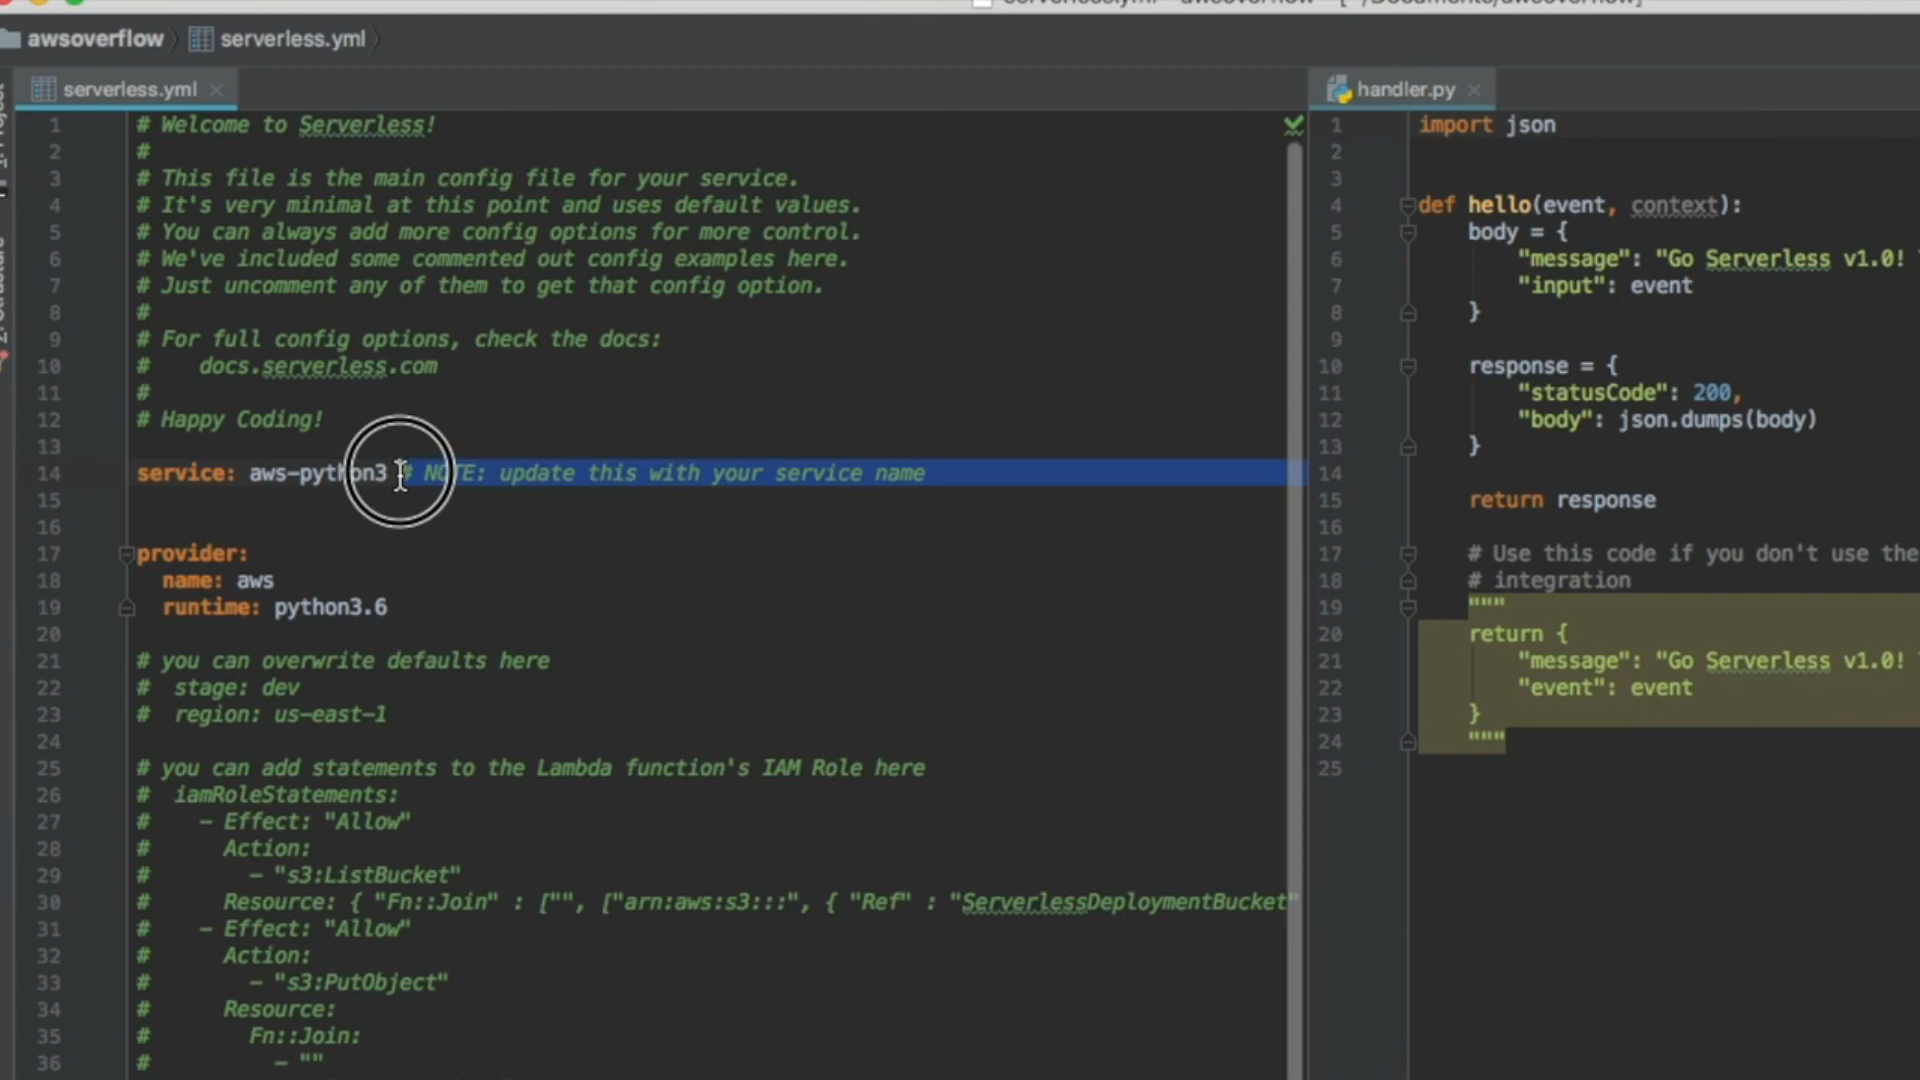 awsoverflow
serverless.yml
serverless.yml
1 # Welcome to Serverless!
2 #
3 # This file is the main config file for your service.
4 # It's very minimal at this point and uses default values.
5 # You can always add more config options for more control.
6 # We've included some commented out config examples here.
7 # Just uncomment any of them to get that config option.
8 #
9 # For full config options, check the docs:
10 #    docs.serverless.com
11 #
12 # Happy Coding!
13
14 service: aws-python3 # NOTE: update this with your service name
15
16
17 provider:
18   name: aws
19   runtime: python3.6
20
21 # you can overwrite defaults here
22 #  stage: dev
23 #  region: us-east-1
24
25 # you can add statements to the Lambda function's IAM Role here
26 #  iamRoleStatements:
27 #    - Effect: "Allow"
28 #      Action:
29 #        - "s3:ListBucket"
30 #      Resource: { "Fn::Join" : ["", ["arn:aws:s3:::", { "Ref" : "ServerlessDeploymentBucket"
31 #    - Effect: "Allow"
32 #      Action:
33 #        - "s3:PutObject"
34 #      Resource:
35 #        Fn::Join:
36 #          - ""
handler.py
1 import json
2
3
4 def hello(event, context):
5     body = {
6         "message": "Go Serverless v1.0!
7         "input": event
8     }
9
10     response = {
11         "statusCode": 200,
12         "body": json.dumps(body)
13     }
14
15     return response
16
17     # Use this code if you don't use the
18     # integration
19     """
20     return {
21         "message": "Go Serverless v1.0!
22         "event": event
23     }
24     """
25